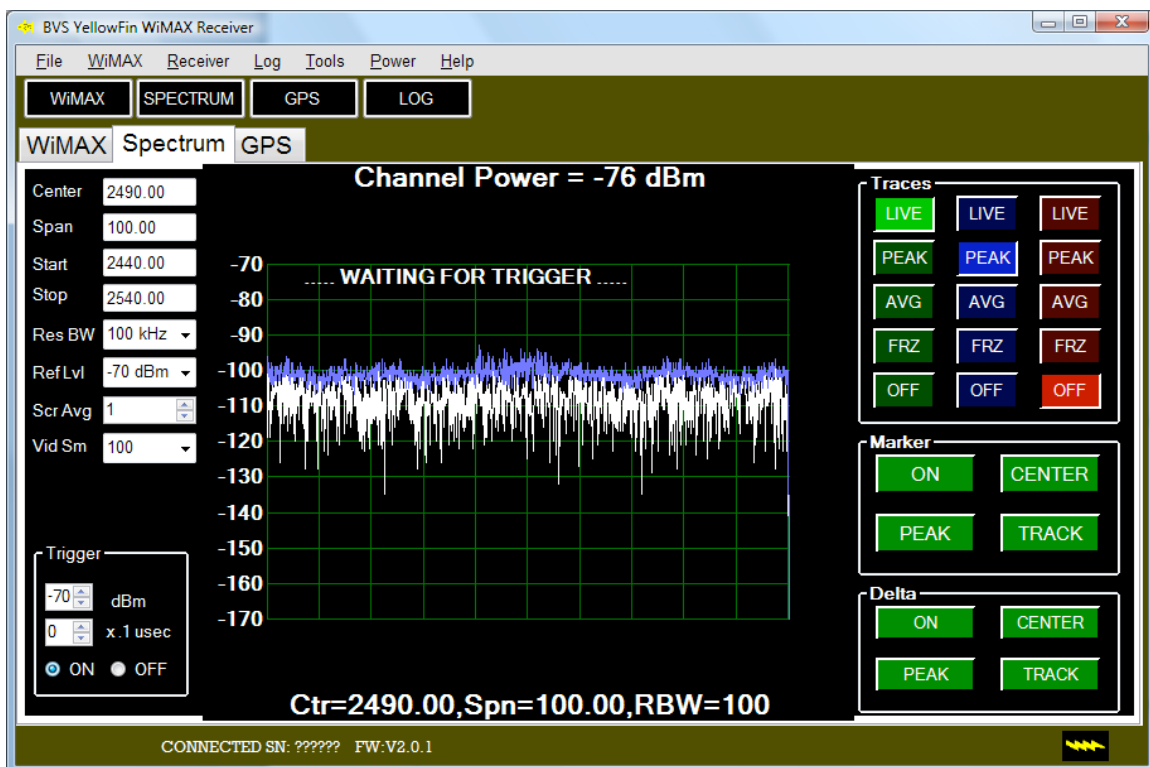 BVS YellowFin WiMAX Receiver
File WiMAX Receiver Log Tools Power Help
WiMAX SPECTRUM GPS LOG
WiMAX Spectrum GPS
Center 2490.00
Span 100.00
Start 2440.00
Stop 2540.00
Res BW 100 kHz
Ref Lvl -70 dBm
Scr Avg 1
Vid Sm 100
Trigger
-70 dBm
0 x .1 usec
ON OFF
Channel Power = -76 dBm
..... WAITING FOR TRIGGER .....
-70
-80
-90
-100
-110
-120
-130
-140
-150
-160
-170
Ctr=2490.00,Spn=100.00,RBW=100
Traces
LIVE LIVE LIVE
PEAK PEAK PEAK
AVG AVG AVG
FRZ FRZ FRZ
OFF OFF OFF
Marker
ON CENTER
PEAK TRACK
Delta
ON CENTER
PEAK TRACK
CONNECTED SN: ?????? FW:V2.0.1